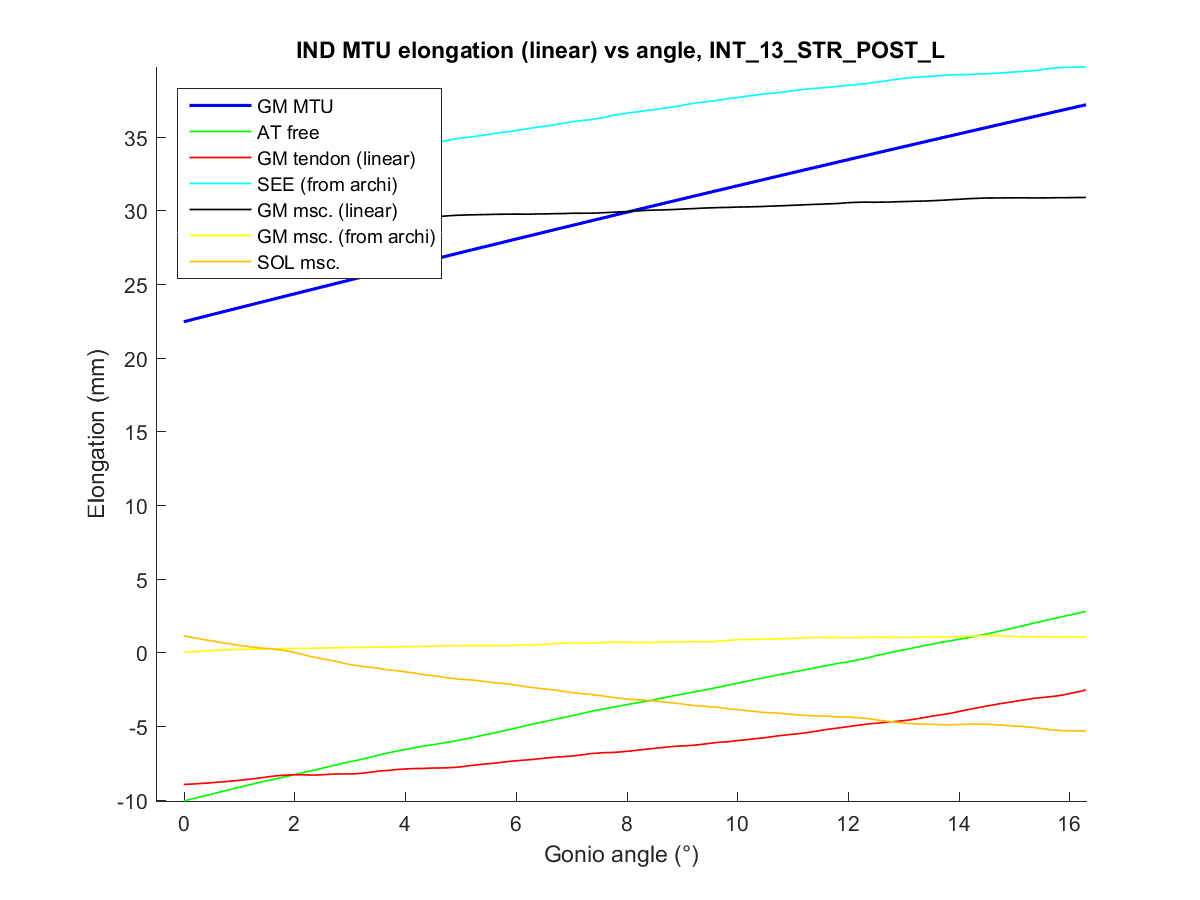 IND MTU elongation (linear) vs angle, INT_13_STR_POST_L
GM MTU
AT free
GM tendon (linear)
SEE (from archi)
GM msc. (linear)
GM msc. (from archi)
SOL msc.
35
30
25
20
15
10
5
0
-5
-10
Elongation (mm)
0 2 4 6 8 10 12 14 16
Gonio angle (°)